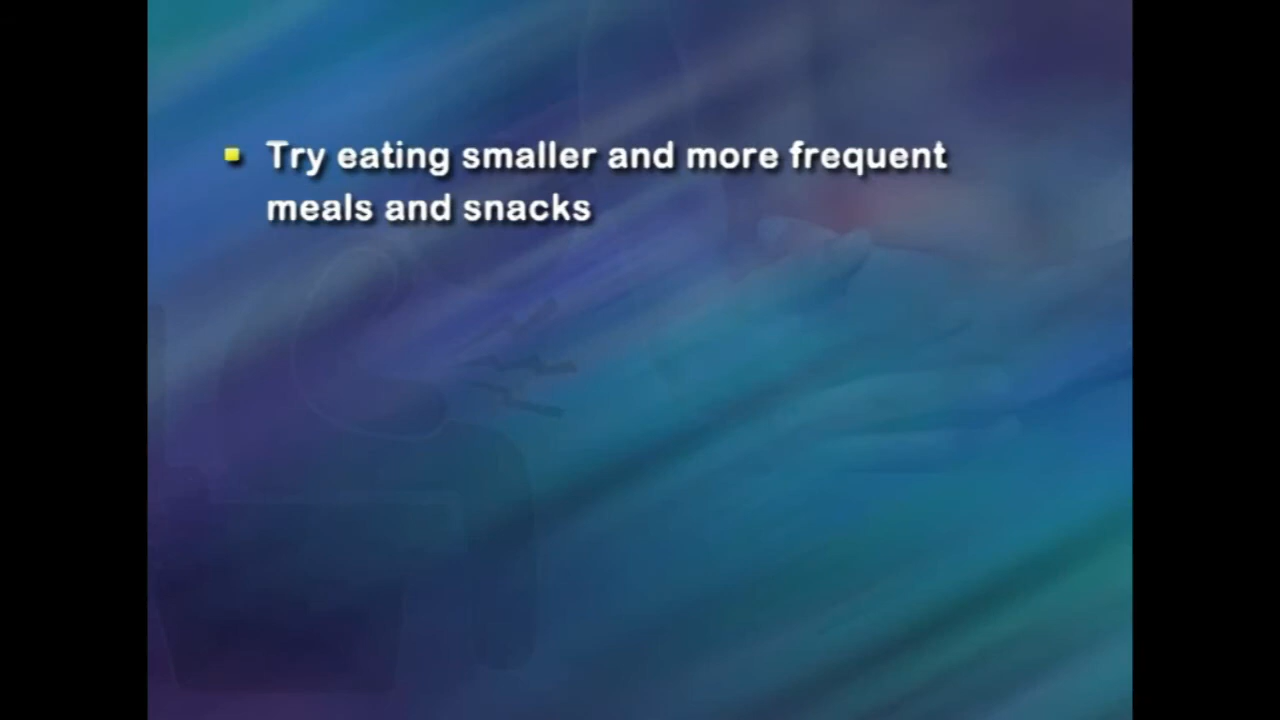 Try eating smaller and more frequent
meals and snacks